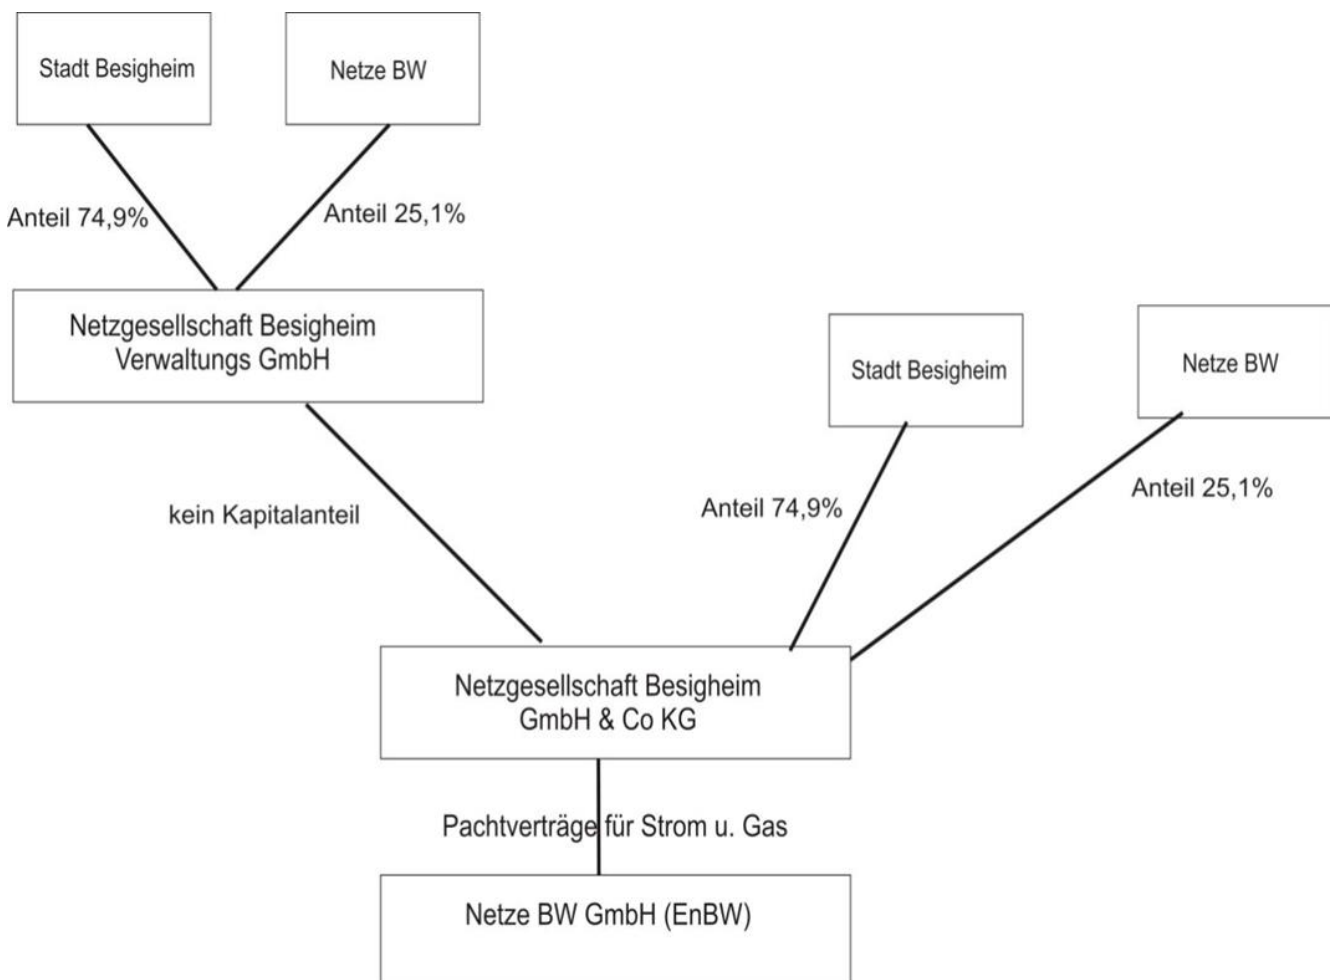 Stadt Besigheim
Netze BW
Anteil 74,9%
Anteil 25,1%
Netzgesellschaft Besigheim
Verwaltungs GmbH
Stadt Besigheim
Netze BW
kein Kapitalanteil
Anteil 74,9%
Anteil 25,1%
Netzgesellschaft Besigheim
GmbH & Co KG
Pachtverträge für Strom u. Gas
Netze BW GmbH (EnBW)